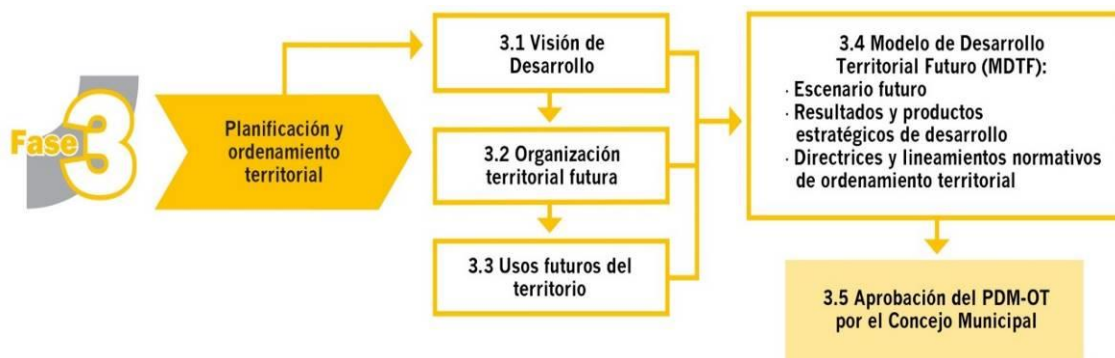 Fase 3
Planificación y
ordenamiento
territorial
3.1 Visión de
Desarrollo
3.2 Organización
territorial futura
3.3 Usos futuros del
territorio
3.4 Modelo de Desarrollo
Territorial Futuro (MDTF):
· Escenario futuro
· Resultados y productos
estratégicos de desarrollo
· Directrices y lineamientos normativos
de ordenamiento territorial
3.5 Aprobación del PDM-OT
por el Concejo Municipal